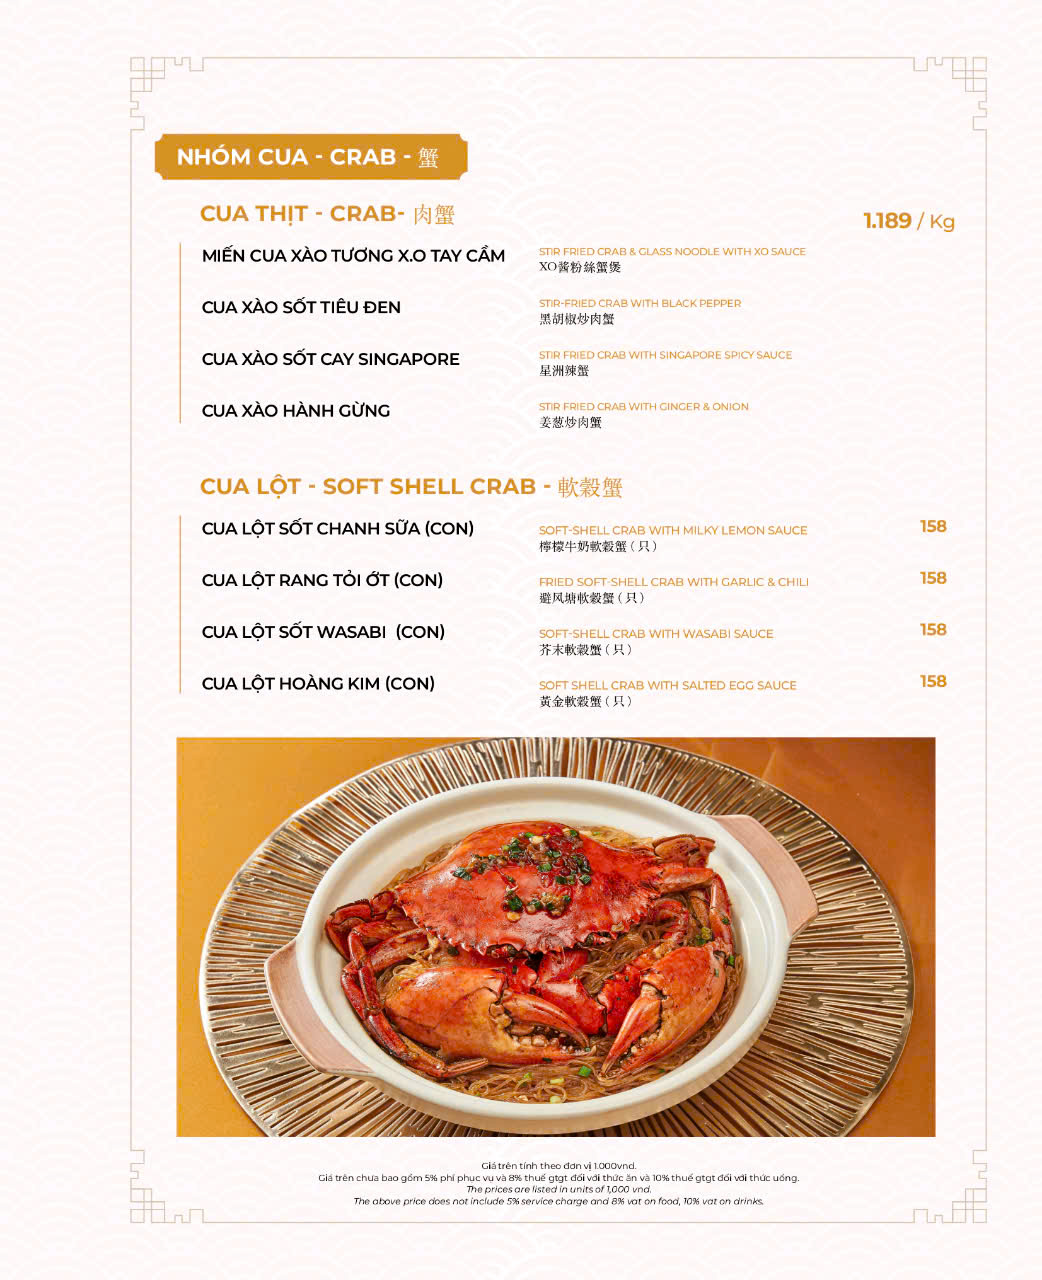 NHÓM CUA - CRAB - 蟹
CUA THỊT - CRAB- 肉蟹
1.189 / Kg
MIẾN CUA XÀO TƯƠNG X.O TAY CẦM
STIR FRIED CRAB & GLASS NOODLE WITH XO SAUCE
XO酱粉絲蟹煲
CUA XÀO SỐT TIÊU ĐEN
STIR-FRIED CRAB WITH BLACK PEPPER
黑胡椒炒肉蟹
CUA XÀO SỐT CAY SINGAPORE
STIR FRIED CRAB WITH SINGAPORE SPICY SAUCE
星洲辣蟹
CUA XÀO HÀNH GỪNG
STIR FRIED CRAB WITH GINGER & ONION
姜葱炒肉蟹
CUA LỘT - SOFT SHELL CRAB - 軟穀蟹
CUA LỘT SỐT CHANH SỮA (CON)
SOFT-SHELL CRAB WITH MILKY LEMON SAUCE
檸檬牛奶軟穀蟹 ( 只 )
158
CUA LỘT RANG TỎI ỚT (CON)
FRIED SOFT-SHELL CRAB WITH GARLIC & CHILI
避风塘軟穀蟹 ( 只 )
158
CUA LỘT SỐT WASABI (CON)
SOFT-SHELL CRAB WITH WASABI SAUCE
芥末軟穀蟹 ( 只 )
158
CUA LỘT HOÀNG KIM (CON)
SOFT SHELL CRAB WITH SALTED EGG SAUCE
黃金軟穀蟹 ( 只 )
158
Giá trên tính theo đơn vị 1.000vnd.
Giá trên chưa bao gồm 5% phí phục vụ và 8% thuế gtgt đối với thức ăn và 10% thuế gtgt đối với thức uống.
The prices are listed in units of 1,000 vnd.
The above price does not include 5% service charge and 8% vat on food, 10% vat on drinks.